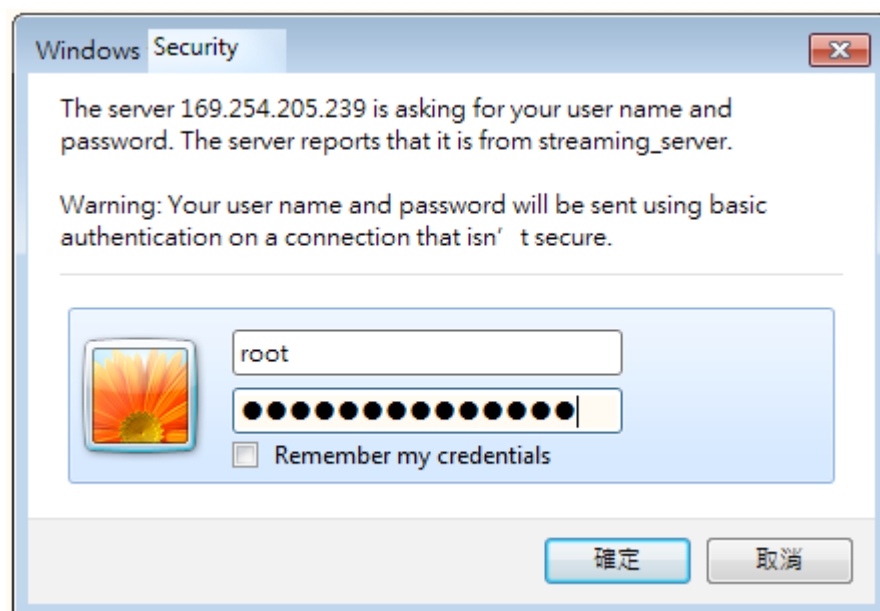 Windows Security
The server 169.254.205.239 is asking for your user name and
password. The server reports that it is from streaming_server.
Warning: Your user name and password will be sent using basic
authentication on a connection that isn' t secure.
root
●●●●●●●●●●●●●●
Remember my credentials
確定
取消